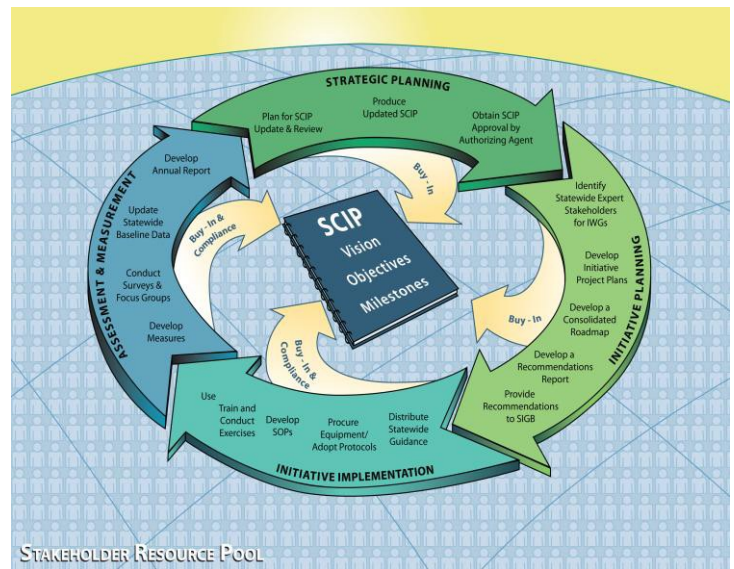 STRATEGIC PLANNING
Plan for SCIP
Update & Review
Produce
Updated SCIP
Obtain SCIP
Approval by
Authorizing Agent
Buy - In
Identify
Statewide Expert
Stakeholders
for IWGs
Develop
Initiative
Project Plans
Develop a
Consolidated
Roadmap
Develop a
Recommendations
Report
Provide
Recommendations
to SIGB
INITIATIVE PLANNING
Buy - In
Distribute
Statewide
Guidance
Procure
Equipment/
Adopt Protocols
Develop
SOPs
Train and
Conduct
Exercises
Use
INITIATIVE IMPLEMENTATION
Buy - In &
Compliance
Develop
Measures
Conduct
Surveys &
Focus Groups
Update
Statewide
Baseline Data
Develop
Annual Report
ASSESSMENT & MEASUREMENT
Buy - In &
Compliance
SCIP
Vision
Objectives
Milestones
STAKEHOLDER RESOURCE POOL